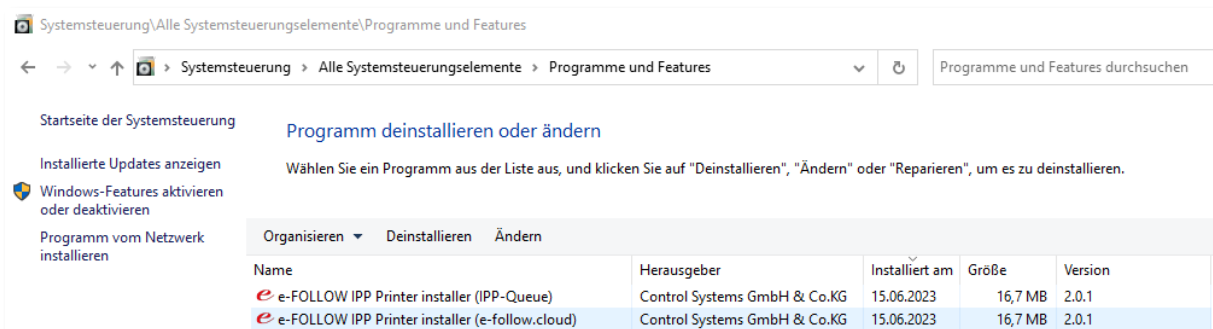 Systemsteuerung\Alle Systemsteuerungselemente\Programme und Features
Systemsteuerung > Alle Systemsteuerungselemente > Programme und Features
Programme und Features durchsuchen
Startseite der Systemsteuerung
Installierte Updates anzeigen
Windows-Features aktivieren
oder deaktivieren
Programm vom Netzwerk
installieren
Programm deinstallieren oder ändern
Wählen Sie ein Programm aus der Liste aus, und klicken Sie auf "Deinstallieren", "Ändern" oder "Reparieren", um es zu deinstallieren.
Organisieren Deinstallieren Ändern
Name Herausgeber Installiert am Größe Version
e-FOLLOW IPP Printer installer (IPP-Queue) Control Systems GmbH & Co.KG 15.06.2023 16,7 MB 2.0.1
e-FOLLOW IPP Printer installer (e-follow.cloud) Control Systems GmbH & Co.KG 15.06.2023 16,7 MB 2.0.1